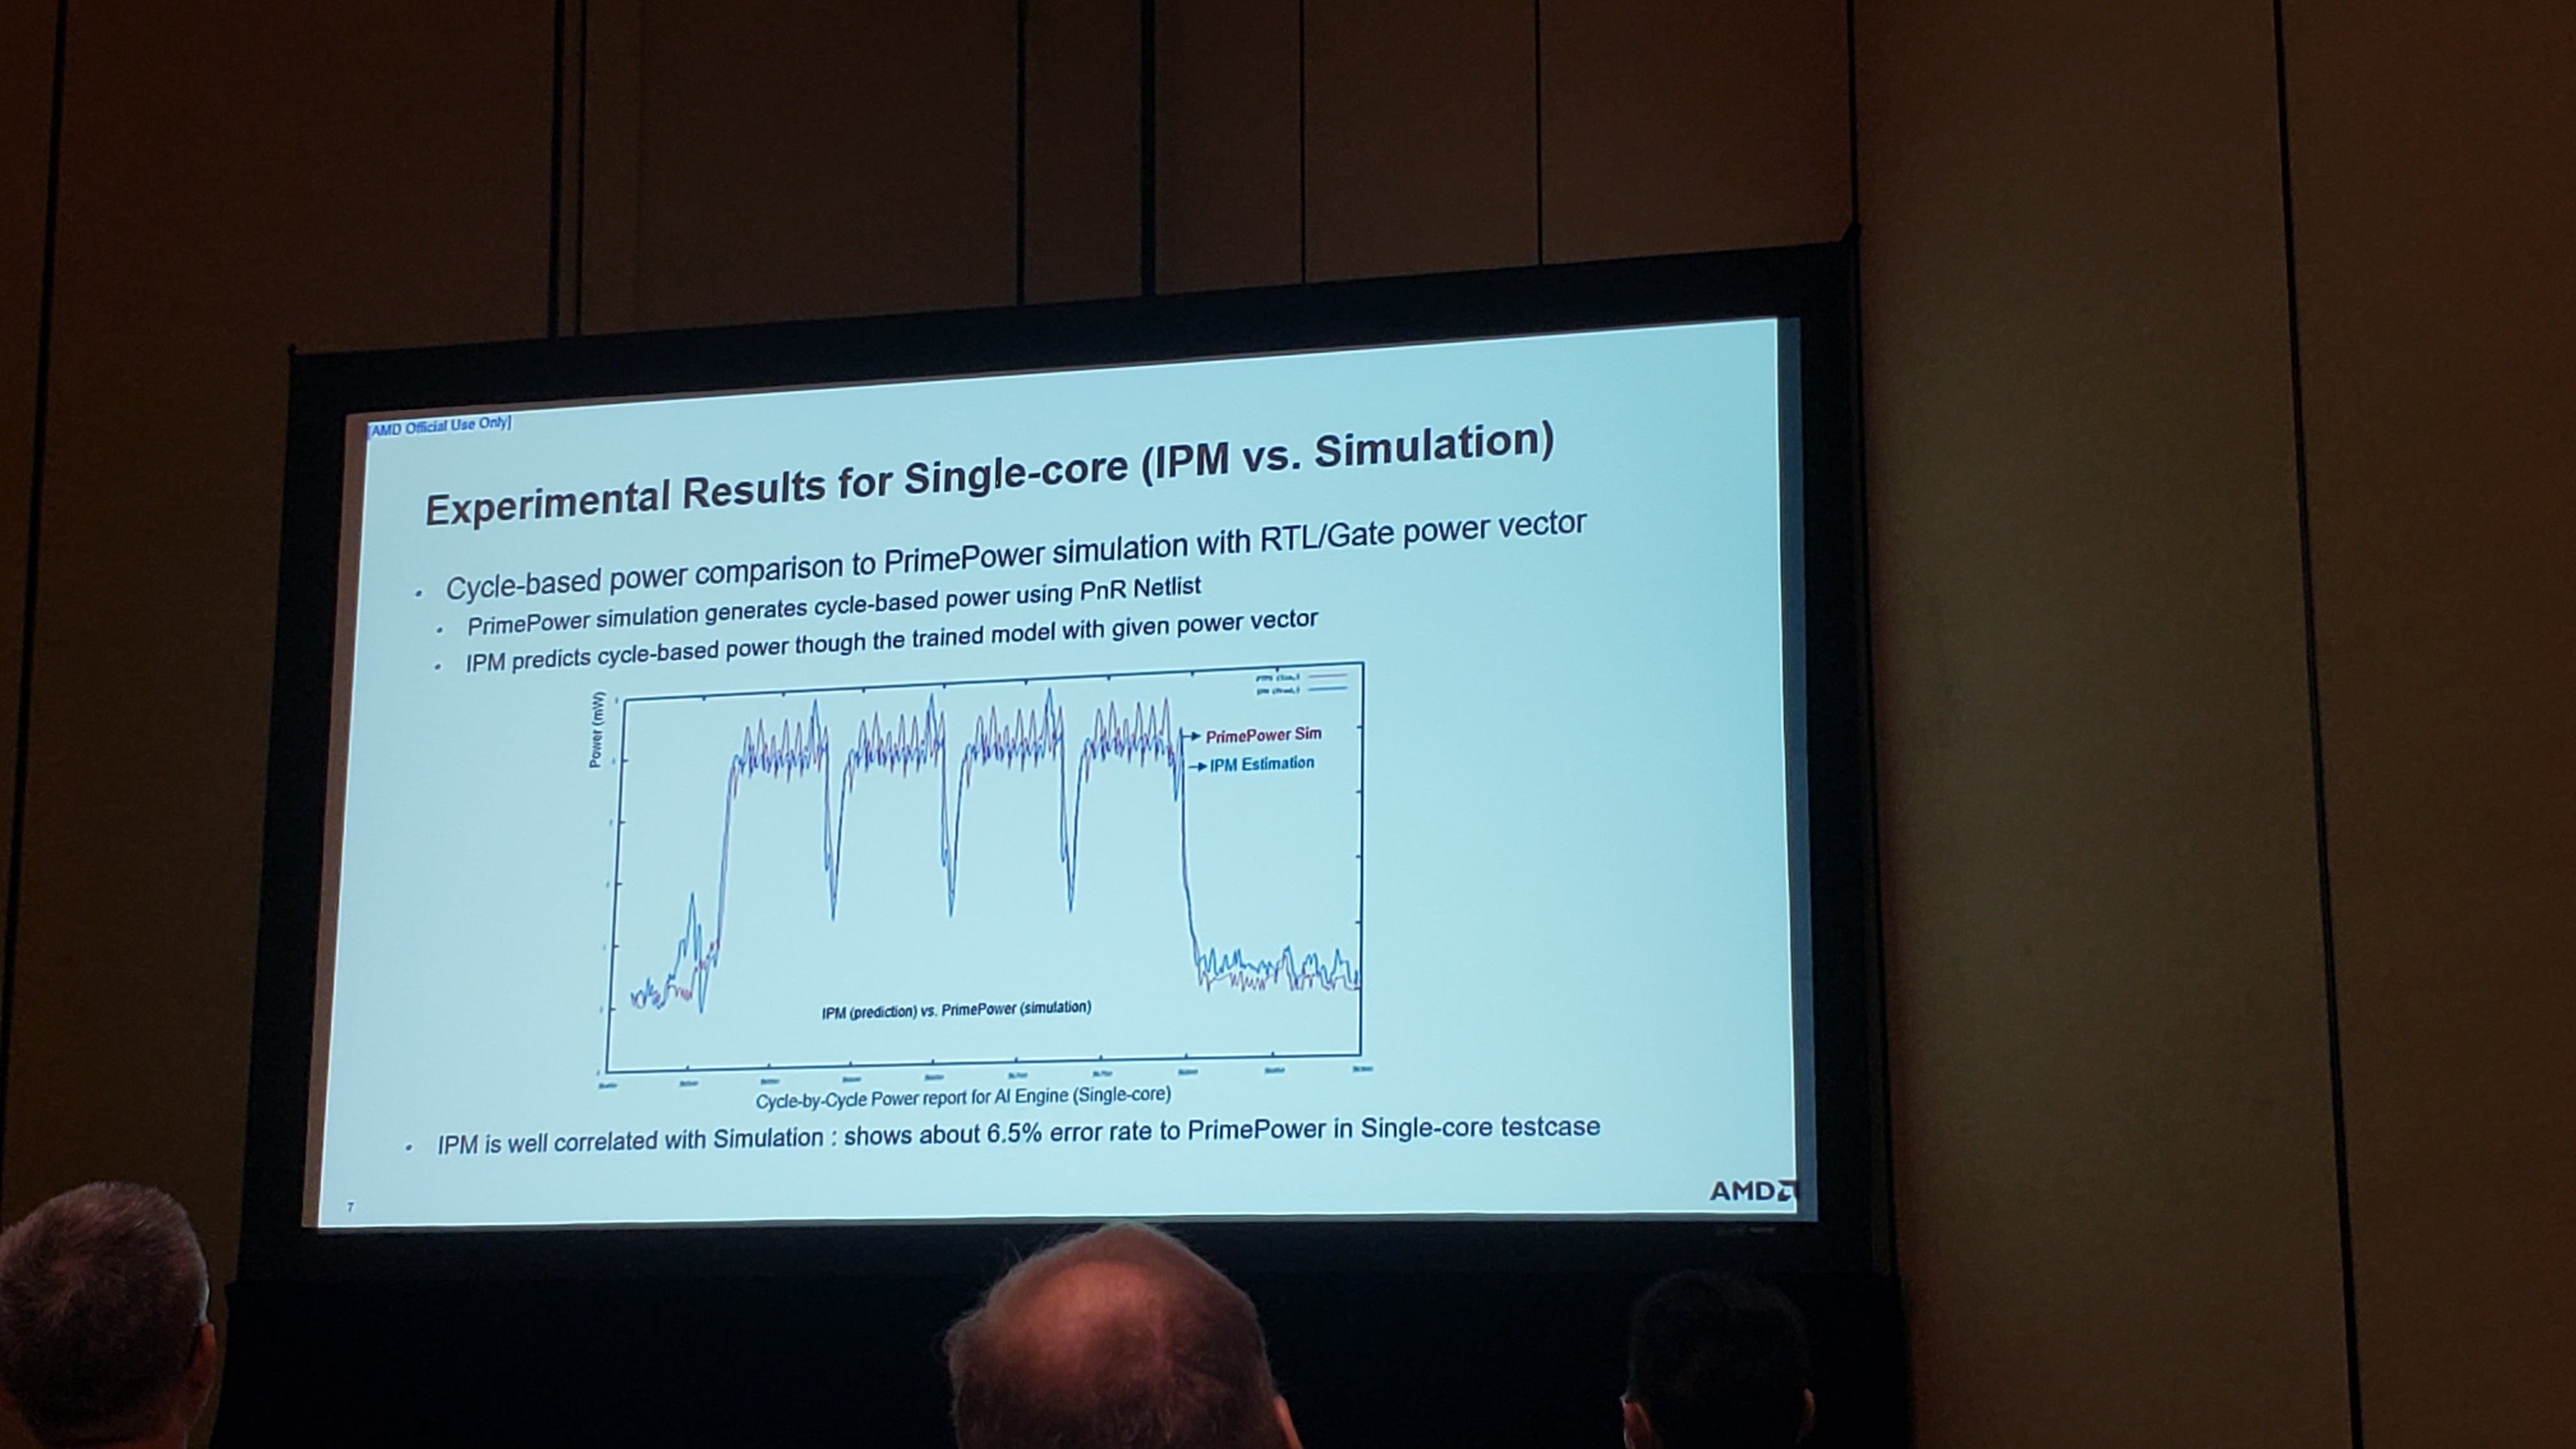 [AMD Official Use Only]
Experimental Results for Single-core (IPM vs. Simulation)
• Cycle-based power comparison to PrimePower simulation with RTL/Gate power vector
• PrimePower simulation generates cycle-based power using PnR Netlist
• IPM predicts cycle-based power though the trained model with given power vector
Power (mW)
PrimePower Sim
IPM Estimation
IPM (prediction) vs. PrimePower (simulation)
Cycle-by-Cycle Power report for AI Engine (Single-core)
• IPM is well correlated with Simulation : shows about 6.5% error rate to PrimePower in Single-core testcase
7
AMD